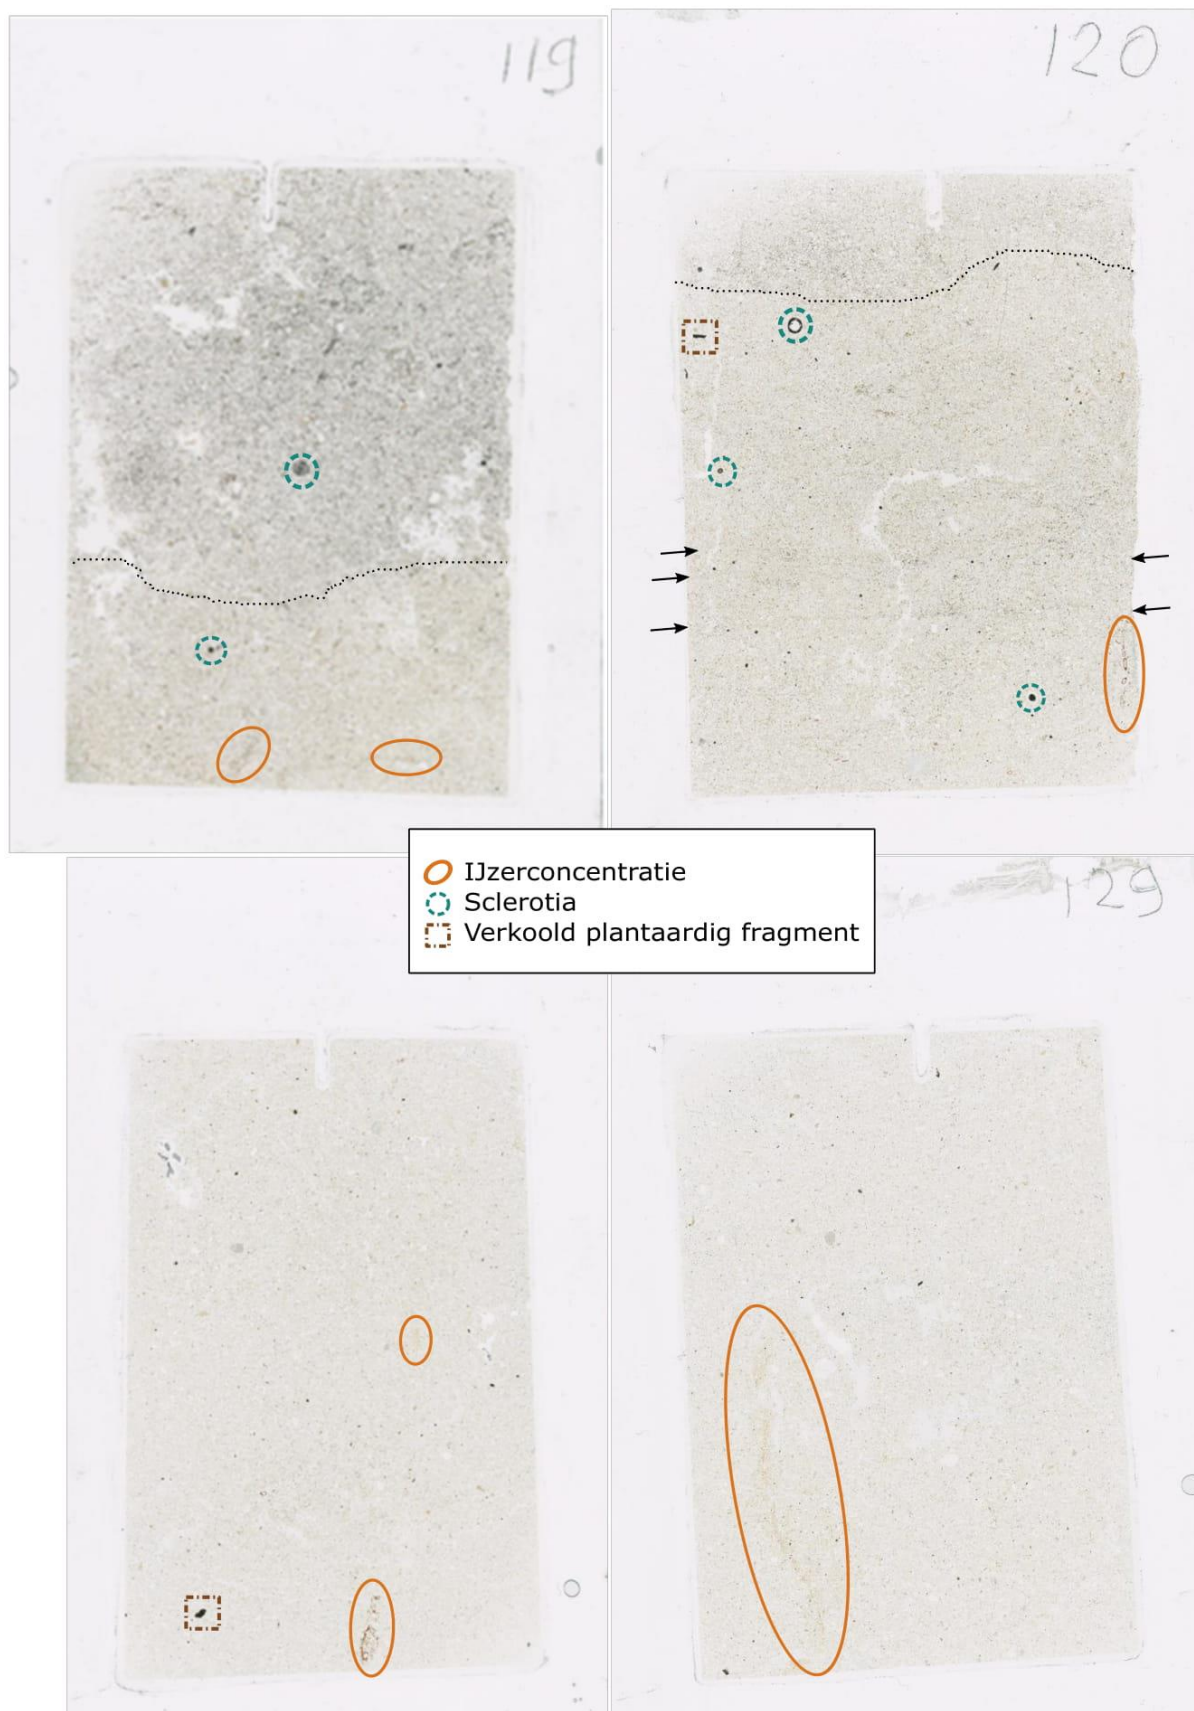 119
120
IJzerconcentratie
Sclerotia
Verkoold plantaardig fragment
129